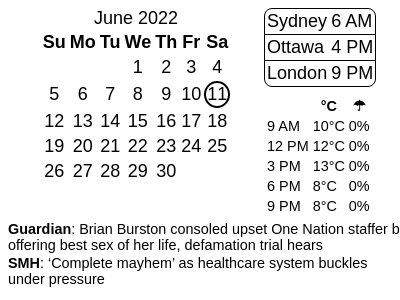 June 2022
Su Mo Tu We Th Fr Sa
1 2 3 4
5 6 7 8 9 10 11
12 13 14 15 16 17 18
19 20 21 22 23 24 25
26 27 28 29 30
Sydney 6 AM
Ottawa 4 PM
London 9 PM
°C ☂
9 AM 10°C 0%
12 PM 12°C 0%
3 PM 13°C 0%
6 PM 8°C 0%
9 PM 8°C 0%
Guardian: Brian Burston consoled upset One Nation staffer b
offering best sex of her life, defamation trial hears
SMH: ‘Complete mayhem’ as healthcare system buckles
under pressure